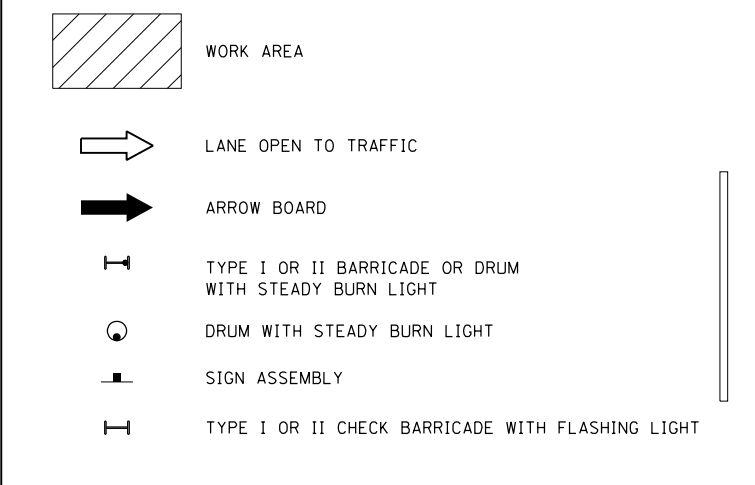 WORK AREA
LANE OPEN TO TRAFFIC
ARROW BOARD
TYPE I OR II BARRICADE OR DRUM
WITH STEADY BURN LIGHT
DRUM WITH STEADY BURN LIGHT
SIGN ASSEMBLY
TYPE I OR II CHECK BARRICADE WITH FLASHING LIGHT